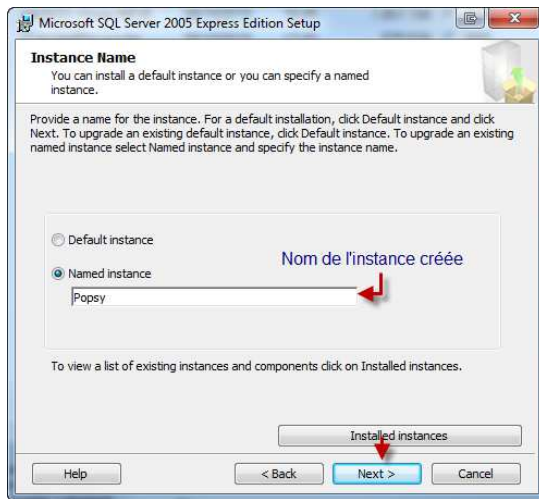 Microsoft SQL Server 2005 Express Edition Setup
Instance Name
You can install a default instance or you can specify a named
instance.
Provide a name for the instance. For a default installation, click Default instance and click
Next. To upgrade an existing default instance, click Default instance. To upgrade an existing
named instance select Named instance and specify the instance name.
Default instance
Nom de l'instance créée
Named instance
Popsy
To view a list of existing instances and components click on Installed instances.
Installed instances
Help
< Back
Next >
Cancel